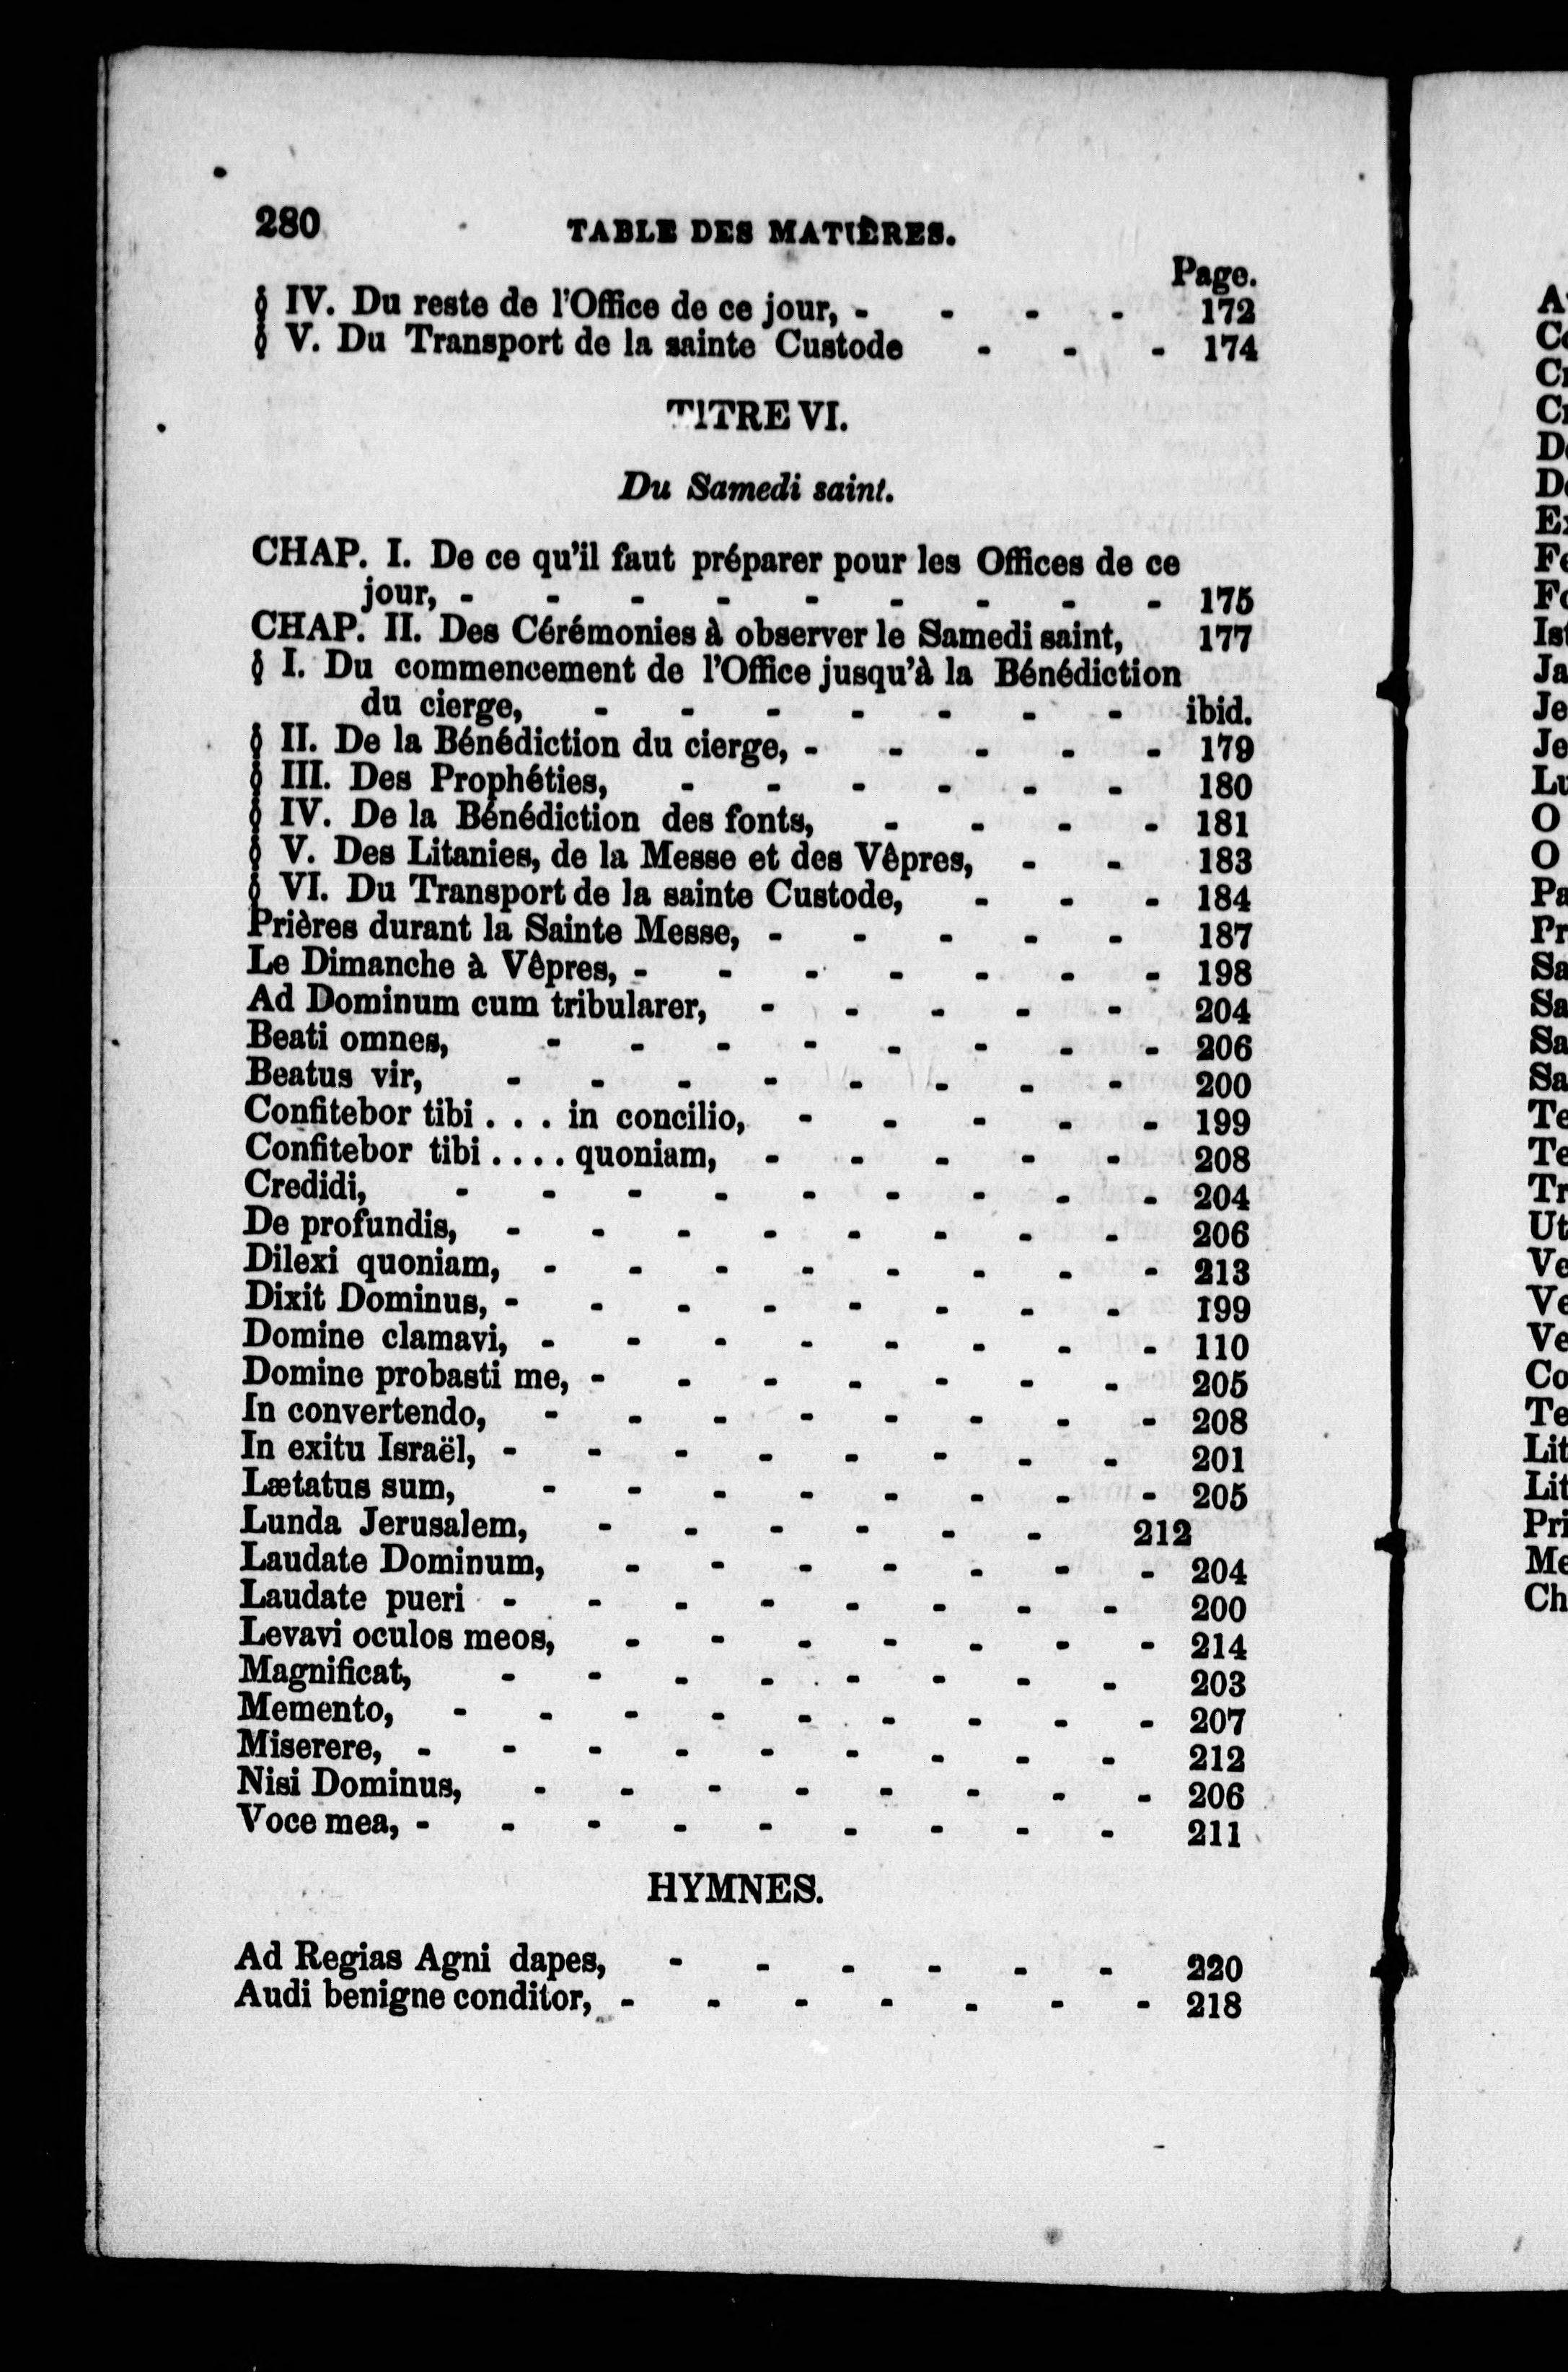 280 TABLE DES MATIÈRES.
Page.
§ IV. Du reste de l'Office de ce jour, - - - - 172
§ V. Du Transport de la sainte Custode - - - 174
TITRE VI.
Du Samedi saint.
CHAP. I. De ce qu'il faut préparer pour les Offices de ce
jour, - - - - - - - - - 175
CHAP. II. Des Cérémonies à observer le Samedi saint, 177
§ I. Du commencement de l'Office jusqu'à la Bénédiction
du cierge, - - - - - - - ibid.
§ II. De la Bénédiction du cierge, - - - - - 179
§ III. Des Prophéties, - - - - - - 180
§ IV. De la Bénédiction des fonts, - - - - 181
§ V. Des Litanies, de la Messe et des Vêpres, - - 183
§ VI. Du Transport de la sainte Custode, - - - 184
Prières durant la Sainte Messe, - - - - - 187
Le Dimanche à Vêpres, - - - - - - - 198
Ad Dominum cum tribularer, - - - - - 204
Beati omnes, - - - - - - - - 206
Beatus vir, - - - - - - - - 200
Confitebor tibi . . . in concilio, - - - - - 199
Confitebor tibi . . . . quoniam, - - - - - 208
Credidi, - - - - - - - - - 204
De profundis, - - - - - - - - 206
Dilexi quoniam, - - - - - - - - 213
Dixit Dominus, - - - - - - - - 199
Domine clamavi, - - - - - - - - 110
Domine probasti me, - - - - - - - 205
In convertendo, - - - - - - - - 208
In exitu Israël, - - - - - - - - 201
Lætatus sum, - - - - - - - - 205
Lunda Jerusalem, - - - - - - 212
Laudate Dominum, - - - - - - - 204
Laudate pueri - - - - - - - - 200
Levavi oculos meos, - - - - - - - 214
Magnificat, - - - - - - - - 203
Memento, - - - - - - - - - 207
Miserere, - - - - - - - - - 212
Nisi Dominus, - - - - - - - - 206
Voce mea, - - - - - - - - - 211
HYMNES.
Ad Regias Agni dapes, - - - - - - 220
Audi benigne conditor, - - - - - - - 218